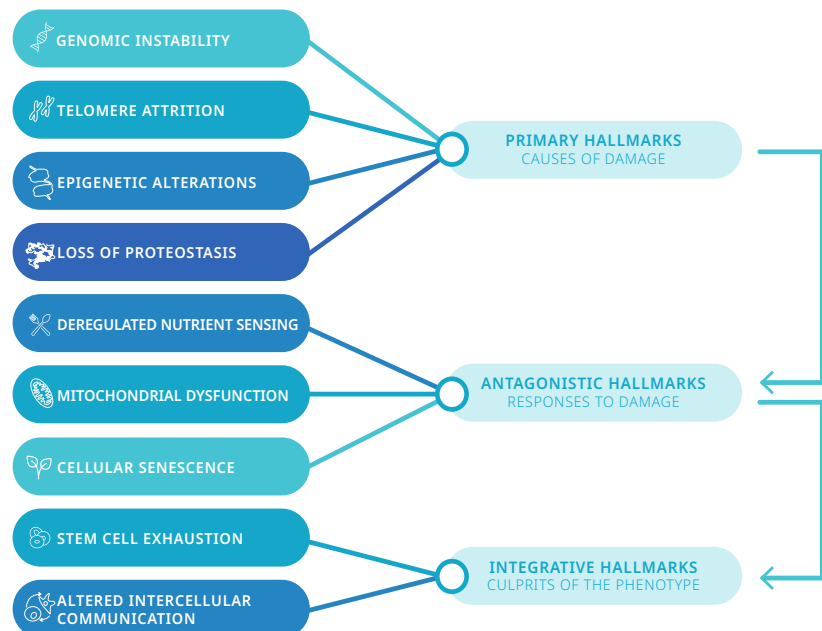 GENOMIC INSTABILITY
TELOMERE ATTRITION
EPIGENETIC ALTERATIONS
LOSS OF PROTEOSTASIS
DEREGULATED NUTRIENT SENSING
MITOCHONDRIAL DYSFUNCTION
CELLULAR SENESCENCE
STEM CELL EXHAUSTION
ALTERED INTERCELLULAR
COMMUNICATION
PRIMARY HALLMARKS
CAUSES OF DAMAGE
ANTAGONISTIC HALLMARKS
RESPONSES TO DAMAGE
INTEGRATIVE HALLMARKS
CULPRITS OF THE PHENOTYPE